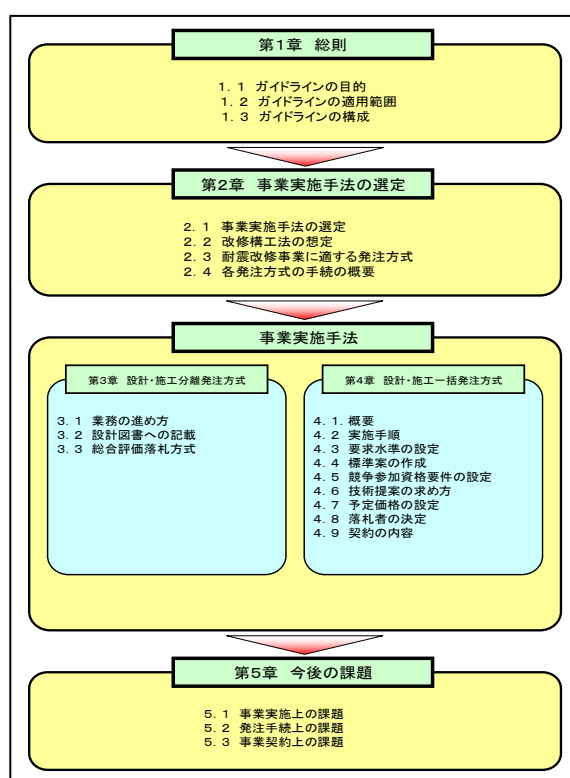 第1章 総則
1. 1 ガイドラインの目的
1. 2 ガイドラインの適用範囲
1. 3 ガイドラインの構成
第2章 事業実施手法の選定
2. 1 事業実施手法の選定
2. 2 改修構工法の想定
2. 3 耐震改修事業に適する発注方式
2. 4 各発注方式の手続の概要
事業実施手法
第3章 設計・施工分離発注方式
3. 1 業務の進め方
3. 2 設計図書への記載
3. 3 総合評価落札方式
第4章 設計・施工一括発注方式
4. 1. 概要
4. 2 実施手順
4. 3 要求水準の設定
4. 4 標準案の作成
4. 5 競争参加資格要件の設定
4. 6 技術提案の求め方
4. 7 予定価格の設定
4. 8 落札者の決定
4. 9 契約の内容
第5章 今後の課題
5. 1 事業実施上の課題
5. 2 発注手続上の課題
5. 3 事業契約上の課題